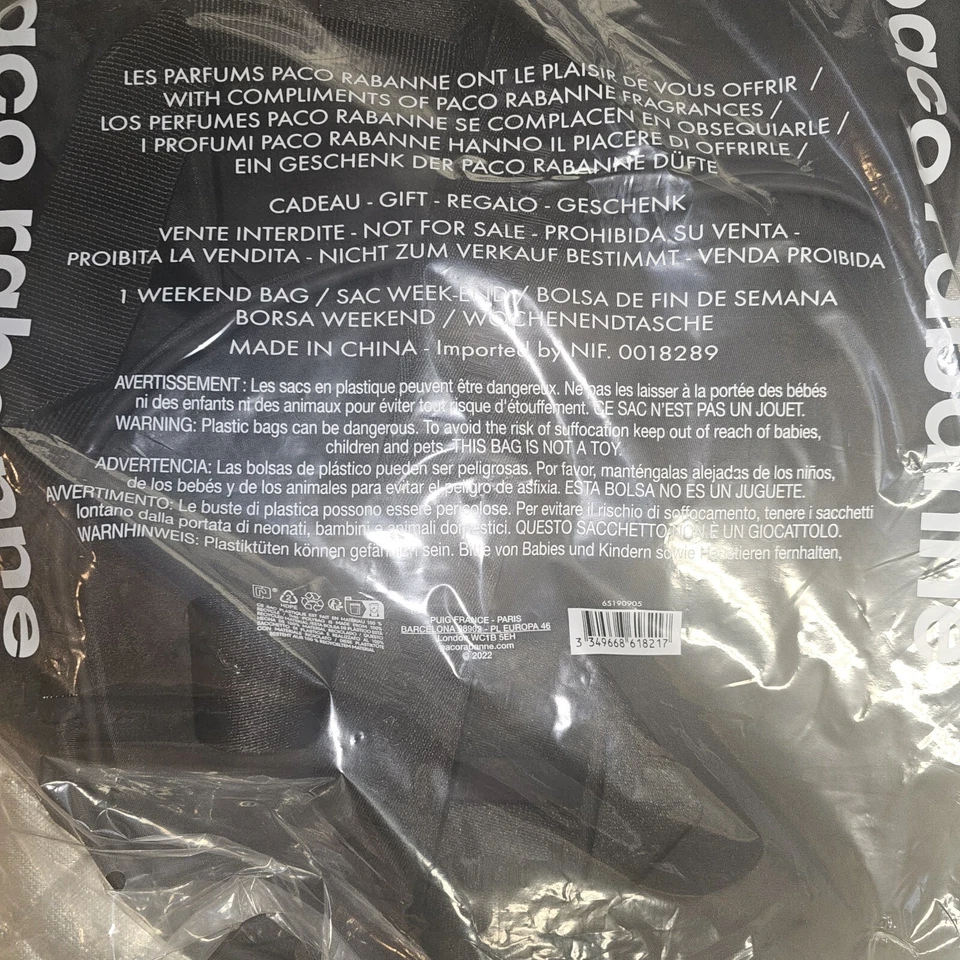 paco rabanne
paco rabanne
LES PARFUMS PACO RABANNE ONT LE PLAISIR DE VOUS OFFRIR /
WITH COMPLIMENTS OF PACO RABANNE FRAGRANCES /
LOS PERFUMES PACO RABANNE SE COMPLACEN EN OBSEQUIARLE /
I PROFUMI PACO RABANNE HANNO IL PIACERE DI OFFRIRLE /
EIN GESCHENK DER PACO RABANNE DÜFTE
CADEAU - GIFT - REGALO - GESCHENK
VENTE INTERDITE - NOT FOR SALE - PROHIBIDA SU VENTA -
PROIBITA LA VENDITA - NICHT ZUM VERKAUF BESTIMMT - VENDA PROIBIDA
1 WEEKEND BAG / SAC WEEK-END / BOLSA DE FIN DE SEMANA
BORSA WEEKEND / WOCHENENDTASCHE
MADE IN CHINA - Imported by NIF. 0018289
AVERTISSEMENT : Les sacs en plastique peuvent être dangereux. Ne pas les laisser à la portée des bébés
ni des enfants ni des animaux pour éviter tout risque d'étouffement. CE SAC N'EST PAS UN JOUET.
WARNING: Plastic bags can be dangerous. To avoid the risk of suffocation keep out of reach of babies,
children and pets. THIS BAG IS NOT A TOY.
ADVERTENCIA: Las bolsas de plástico pueden ser peligrosas. Por favor, manténgalas alejadas de los niños,
de los bebés y de los animales para evitar el peligro de asfixia. ESTA BOLSA NO ES UN JUGUETE.
AVVERTIMENTO: Le buste di plastica possono essere pericolose. Per evitare il rischio di soffocamento, tenere i sacchetti
lontano dalla portata di neonati, bambini e animali domestici. QUESTO SACCHETTO NON È UN GIOCATTOLO.
WARNHINWEIS: Plastiktüten können gefährlich sein. Bitte von Babies und Kindern sowie Haustieren fernhalten,
HDPE
PUIG FRANCE - PARIS
BARCELONA 08902 - PL EUROPA 46
London WC1B 5EH
pacorabanne.com
© 2022
65190905
3 349668 618217